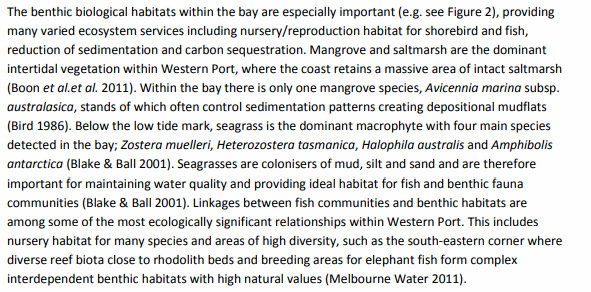 The benthic biological habitats within the bay are especially important (e.g. see Figure 2), providing
many varied ecosystem services including nursery/reproduction habitat for shorebird and fish,
reduction of sedimentation and carbon sequestration. Mangrove and saltmarsh are the dominant
intertidal vegetation within Western Port, where the coast retains a massive area of intact saltmarsh
(Boon et al.et al. 2011). Within the bay there is only one mangrove species, Avicennia marina subsp.
australasica, stands of which often control sedimentation patterns creating depositional mudflats
(Bird 1986). Below the low tide mark, seagrass is the dominant macrophyte with four main species
detected in the bay; Zostera muelleri, Heterozostera tasmanica, Halophila australis and Amphibolis
antarctica (Blake & Ball 2001). Seagrasses are colonisers of mud, silt and sand and are therefore
important for maintaining water quality and providing ideal habitat for fish and benthic fauna
communities (Blake & Ball 2001). Linkages between fish communities and benthic habitats are
among some of the most ecologically significant relationships within Western Port. This includes
nursery habitat for many species and areas of high diversity, such as the south-eastern corner where
diverse reef biota close to rhodolith beds and breeding areas for elephant fish form complex
interdependent benthic habitats with high natural values (Melbourne Water 2011).